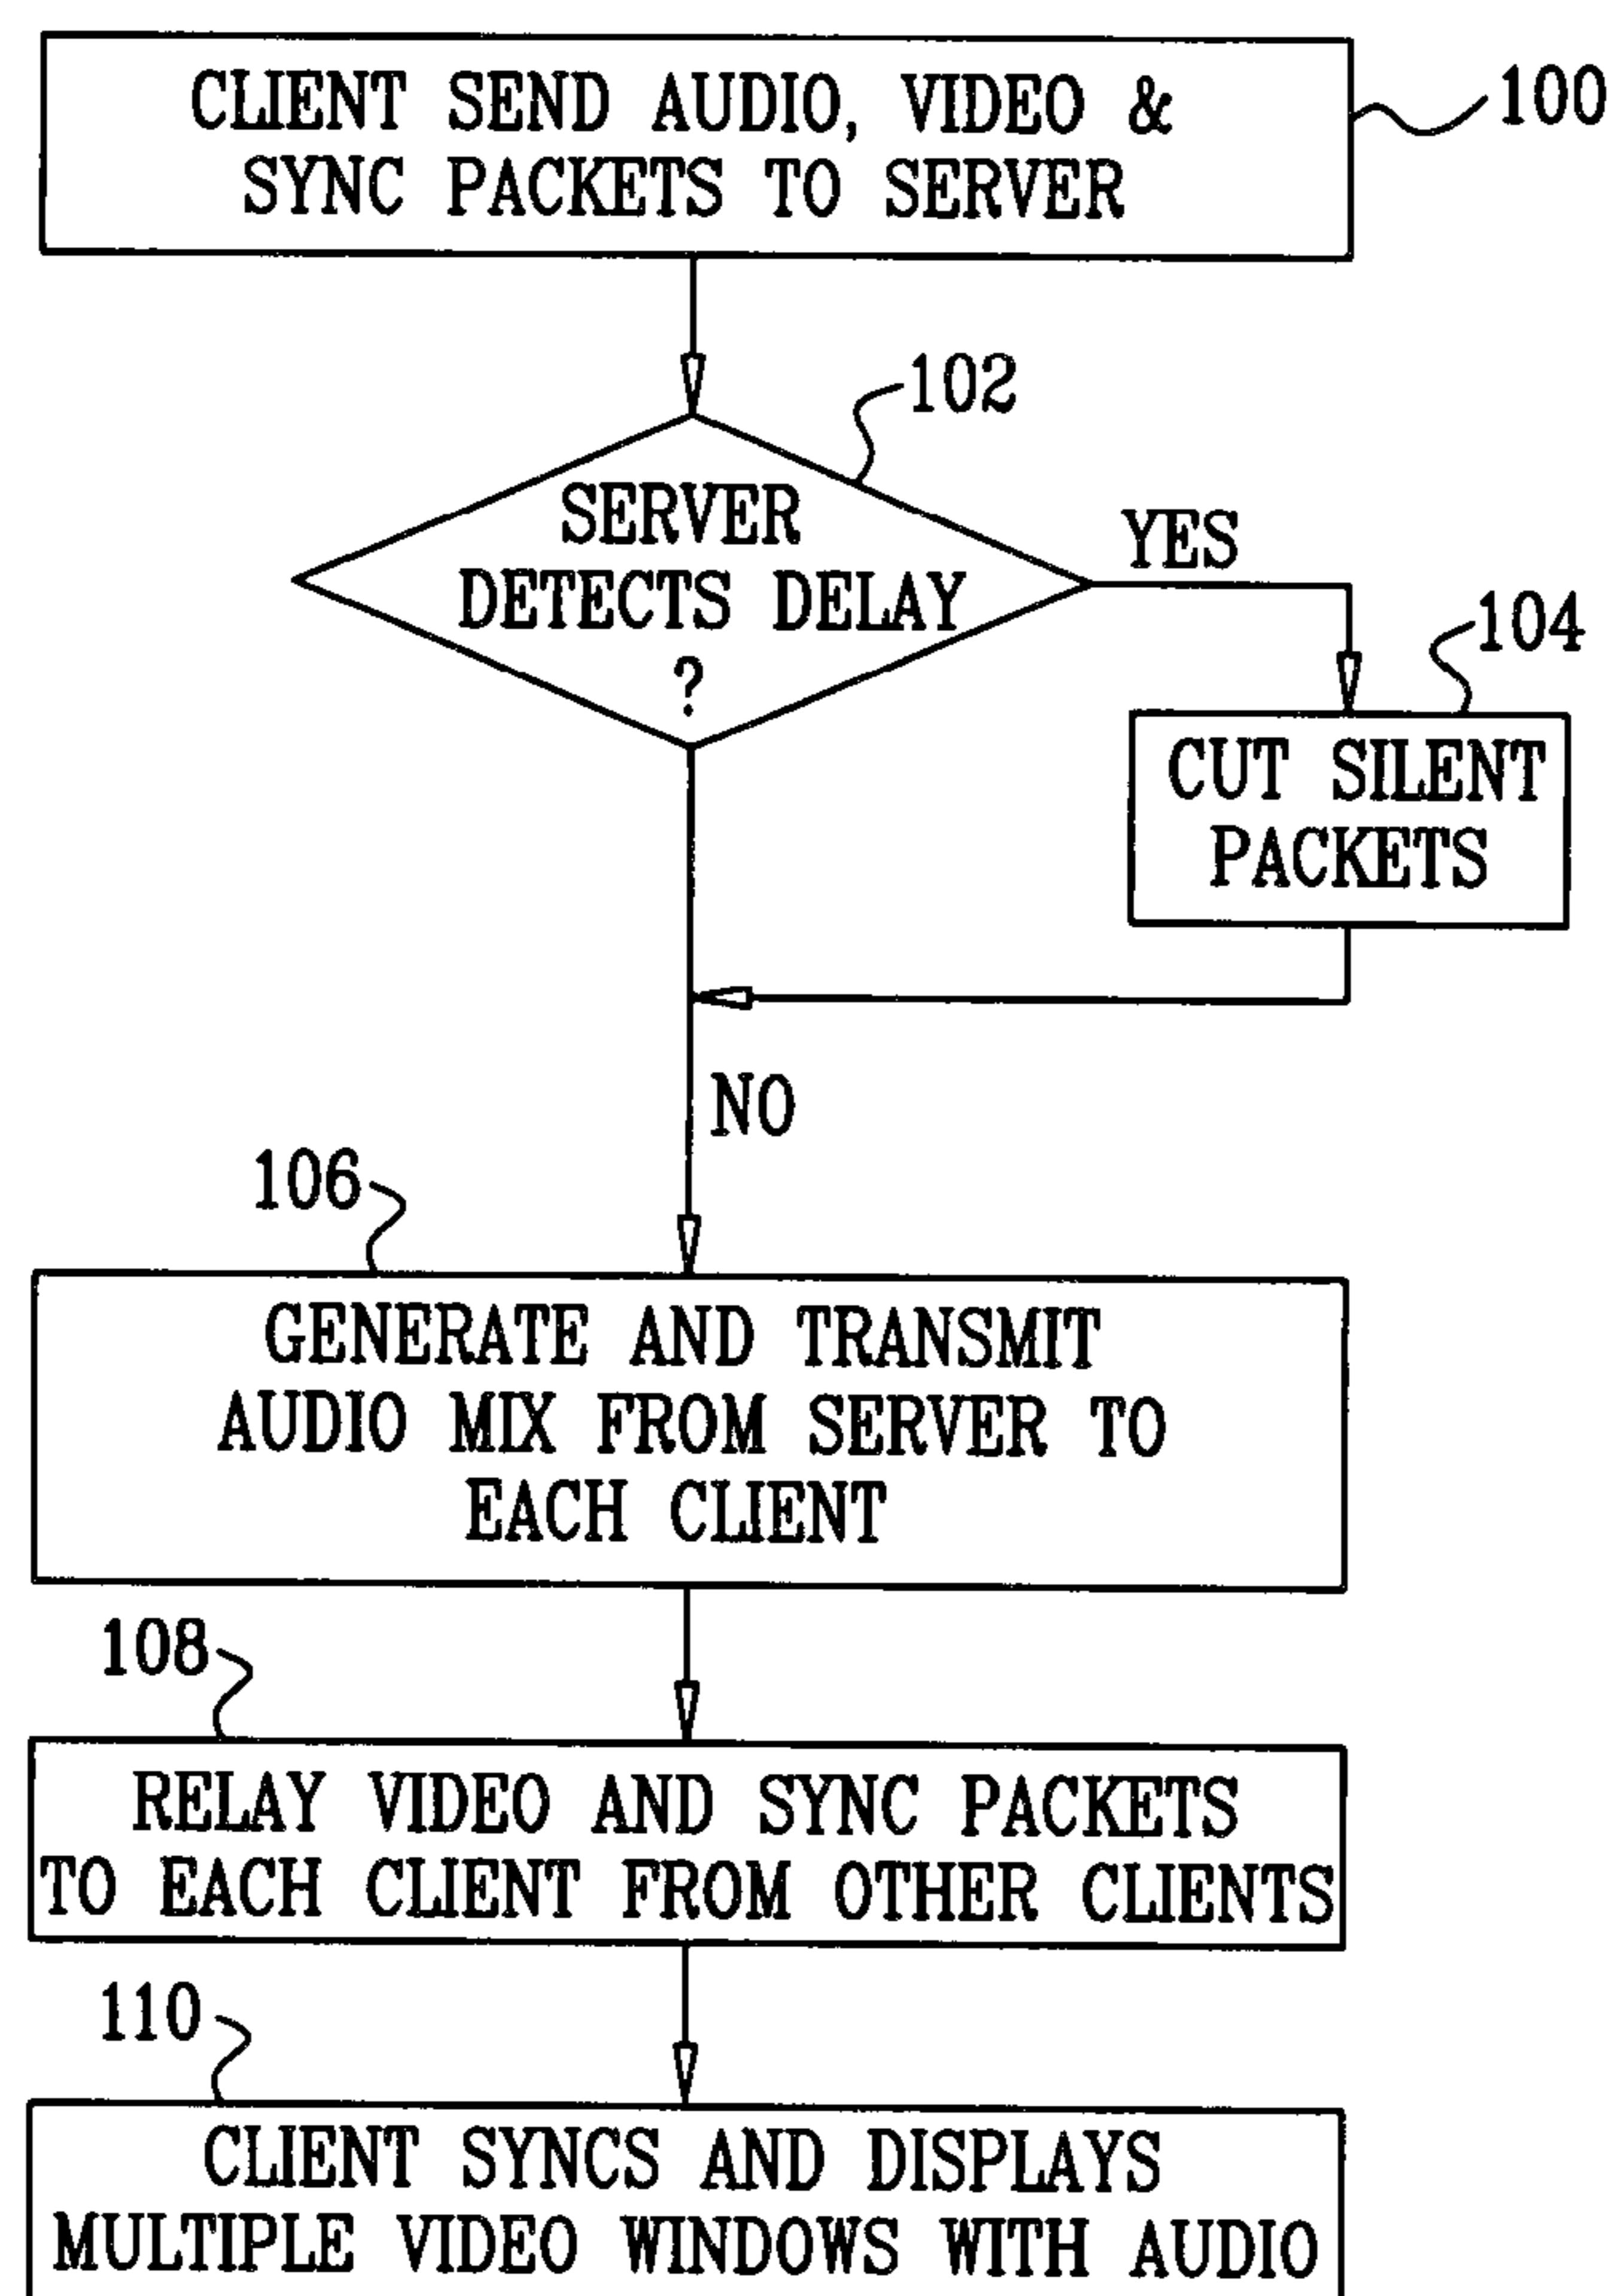 CLIENT SEND AUDIO, VIDEO &
SYNC PACKETS TO SERVER
100
102
SERVER
DETECTS DELAY
?
YES
104
CUT SILENT
PACKETS
NO
106
GENERATE AND TRANSMIT
AUDIO MIX FROM SERVER TO
EACH CLIENT
108
RELAY VIDEO AND SYNC PACKETS
TO EACH CLIENT FROM OTHER CLIENTS
110
CLIENT SYNCS AND DISPLAYS
MULTIPLE VIDEO WINDOWS WITH AUDIO